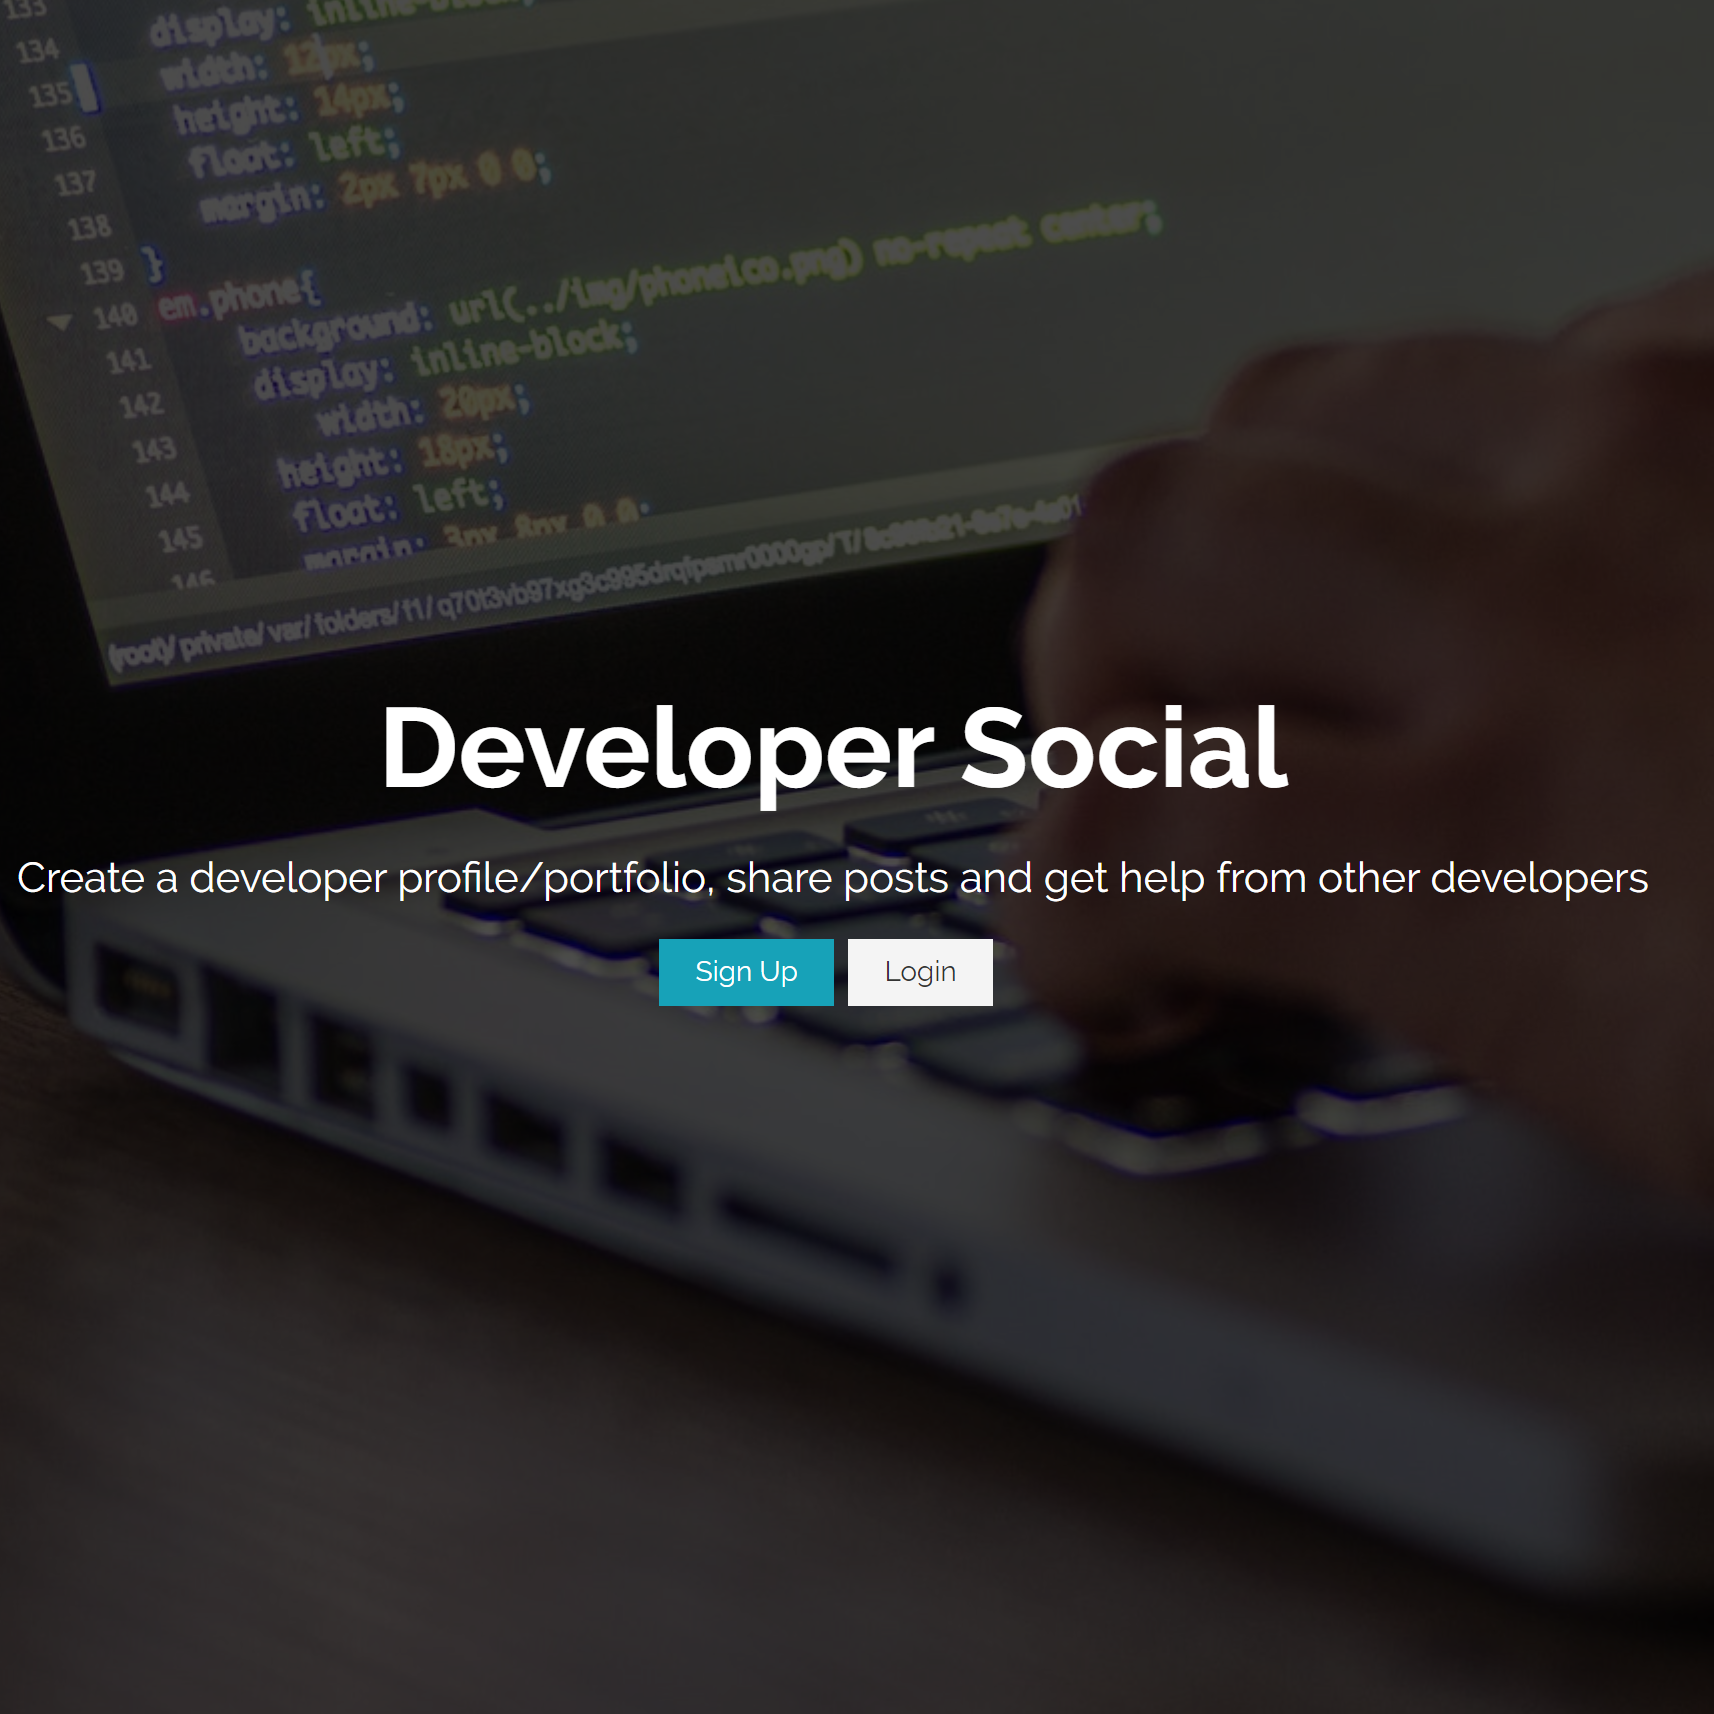 133
display: inline-block;
134
width: 12px;
135
height: 14px;
136
float: left;
137
margin: 2px 7px 0 0;
138
139 }
140 em.phone{
141 background: url(../img/phoneico.png) no-repeat center;
142 display: inline-block;
143 width: 20px;
144 height: 18px;
145 float: left;
146 margin: 3px 8px 0 0;
(root)/private/var/folders/f1/
Developer Social
Create a developer profile/portfolio, share posts and get help from other developers
Sign Up Login